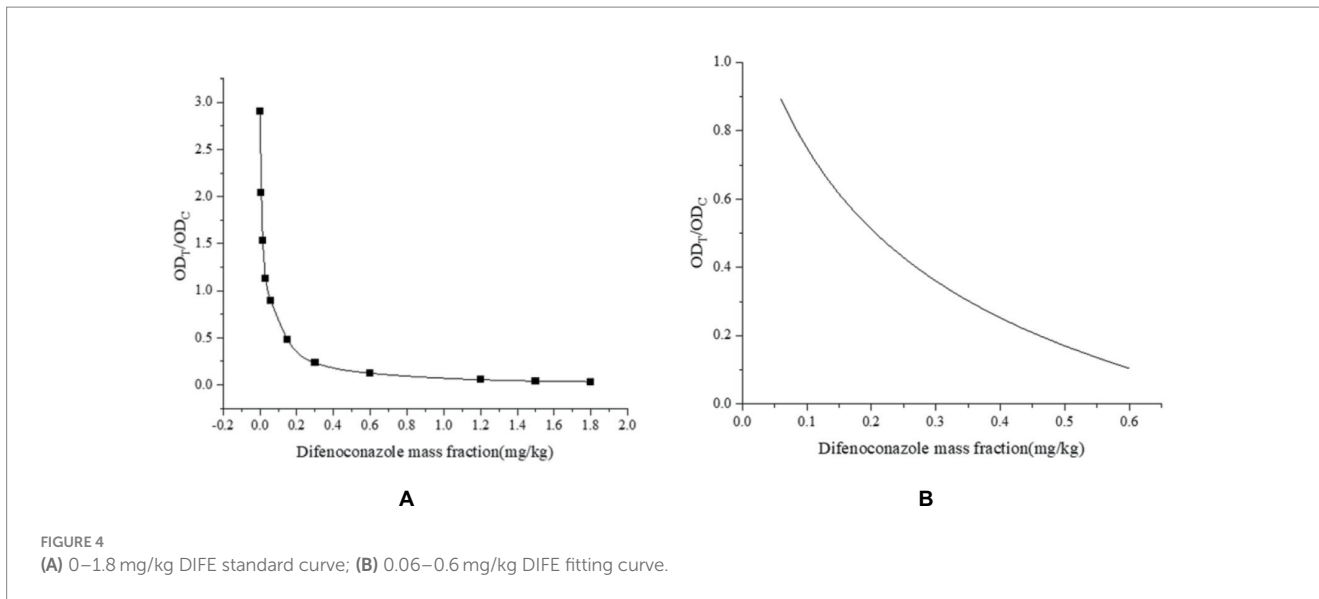 3.0
2.5
2.0
1.5
1.0
0.5
0.0
OD_T/OD_C
-0.2 0.0 0.2 0.4 0.6 0.8 1.0 1.2 1.4 1.6 1.8 2.0
Difenoconazole mass fraction(mg/kg)
A
1.0
0.8
0.6
0.4
0.2
0.0
OD_T/OD_C
0.0 0.1 0.2 0.3 0.4 0.5 0.6
Difenoconazole mass fraction(mg/kg)
B
FIGURE 4
(A) 0–1.8 mg/kg DIFE standard curve; (B) 0.06–0.6 mg/kg DIFE fitting curve.